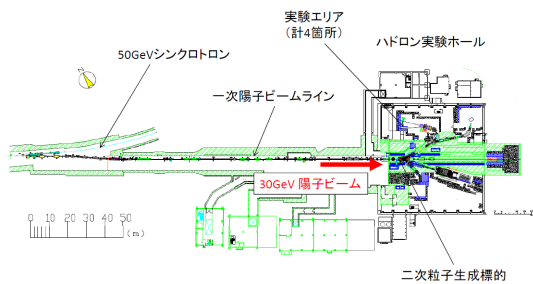 実験エリア
（計4箇所）
ハドロン実験ホール
50GeVシンクロトロン
一次陽子ビームライン
30GeV 陽子ビーム
0 10 20 30 40 50
(m)
二次粒子生成標的